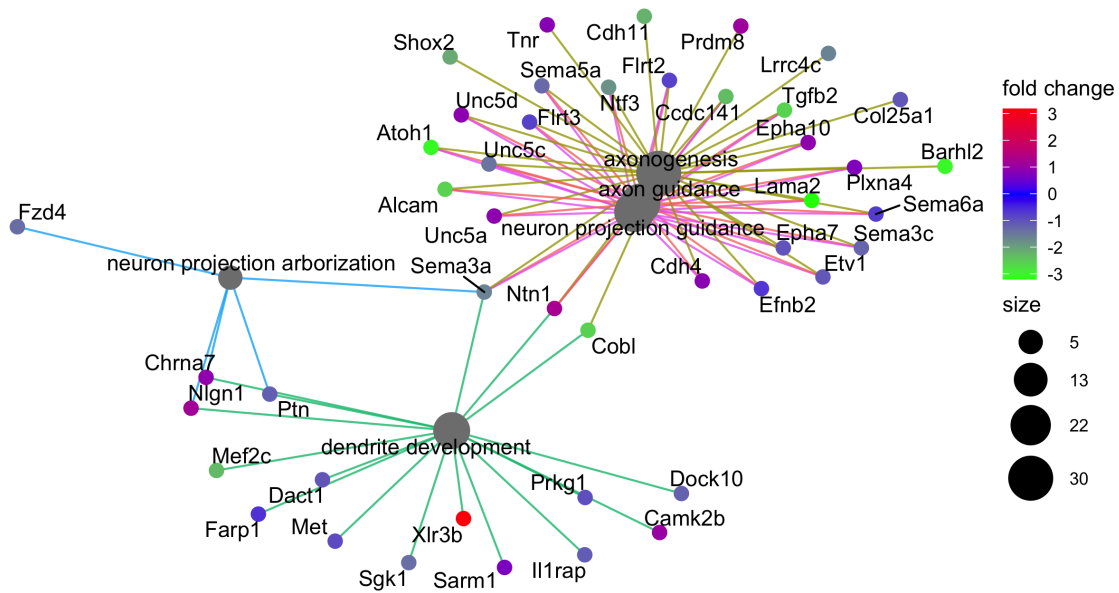 Cdh11
Tnr
Prdm8
Shox2
Flrt2
Lrrc4c
Sema5a
Ntf3
Tgfb2
Unc5d
Ccdc141
Col25a1
Flrt3
Epha10
Atoh1
Unc5c
axonogenesis
Barhl2
axon guidance
Lama2
Plxna4
Alcam
Sema6a
Fzd4
Unc5a
neuron projection guidance
Epha7
Sema3c
neuron projection arborization
Sema3a
Cdh4
Etv1
Ntn1
Efnb2
Cobl
Chrna7
Nlgn1
Ptn
dendrite development
Mef2c
Dock10
Prkg1
Dact1
Camk2b
Farp1
Met
Xlr3b
Sgk1
Sarm1
Il1rap
fold change
3
2
1
0
-1
-2
-3
size
5
13
22
30